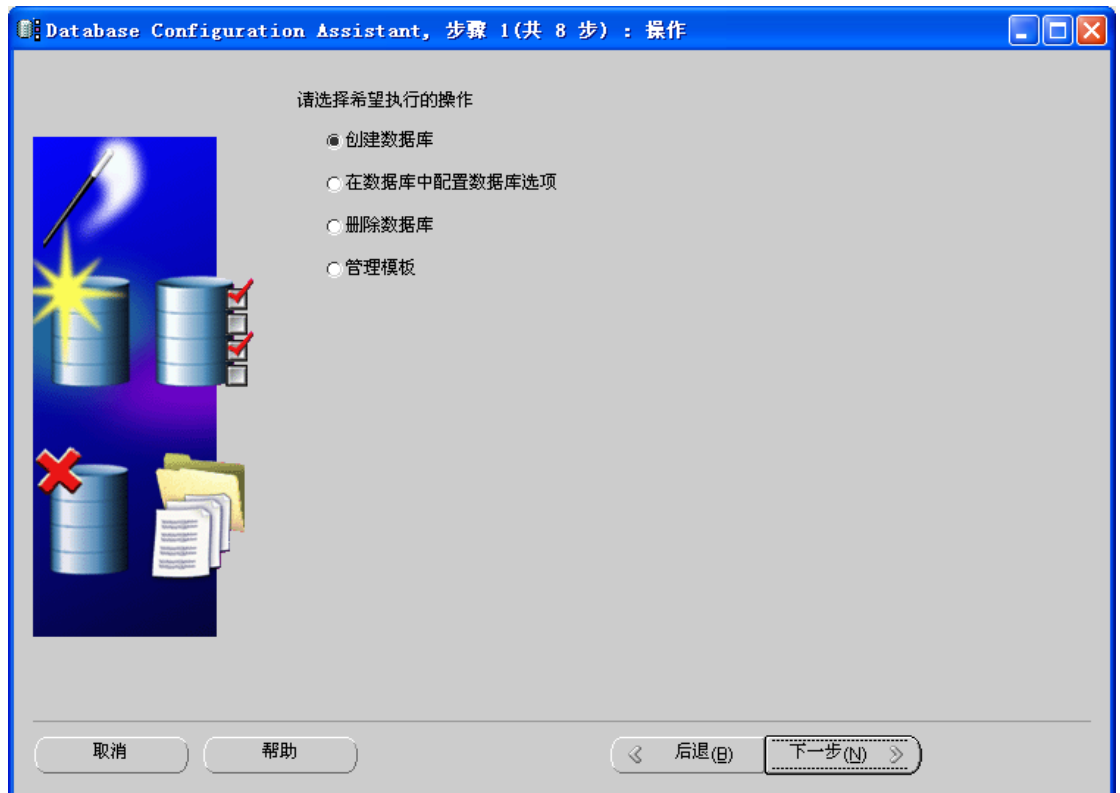 Database Configuration Assistant, 步骤 1(共 8 步) : 操作
请选择希望执行的操作
创建数据库
在数据库中配置数据库选项
删除数据库
管理模板
取消
帮助
后退(B)
下一步(N)